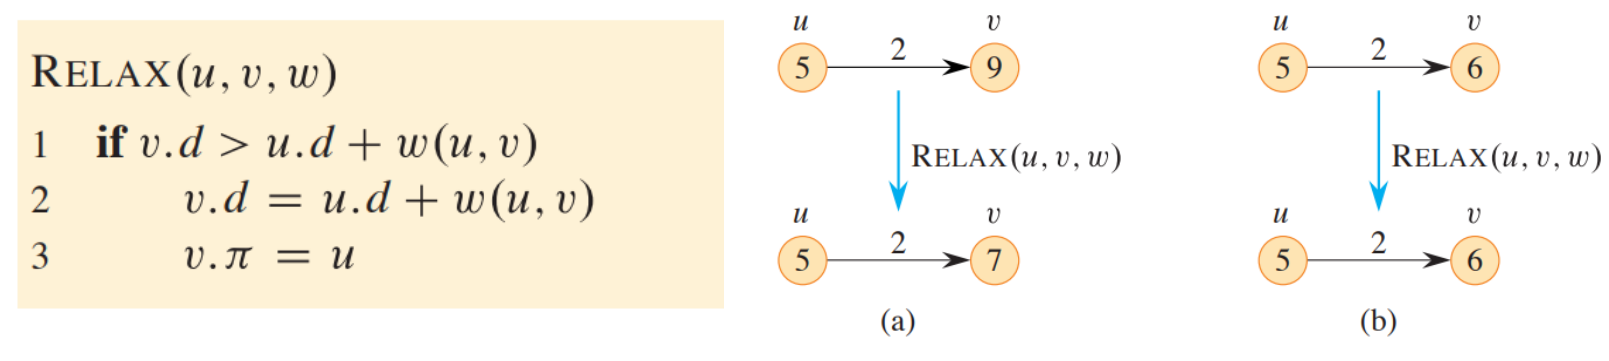 RELAX(u, v, w)
1 if v.d > u.d + w(u, v)
2 v.d = u.d + w(u, v)
3 v.π = u
u v
5 2 9
RELAX(u, v, w)
u v
5 2 7
(a)
u v
5 2 6
RELAX(u, v, w)
u v
5 2 6
(b)